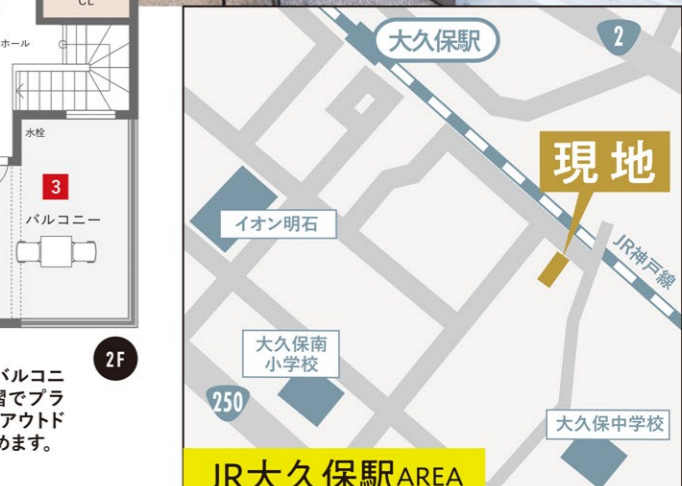 CL
ホール
水栓
3
バルコニー
2F
バルコニ
習でプラ
アウトド
めます。
大久保駅
2
現地
イオン明石
JR神戸線
大久保南
小学校
250
大久保中学校
JR大久保駅AREA